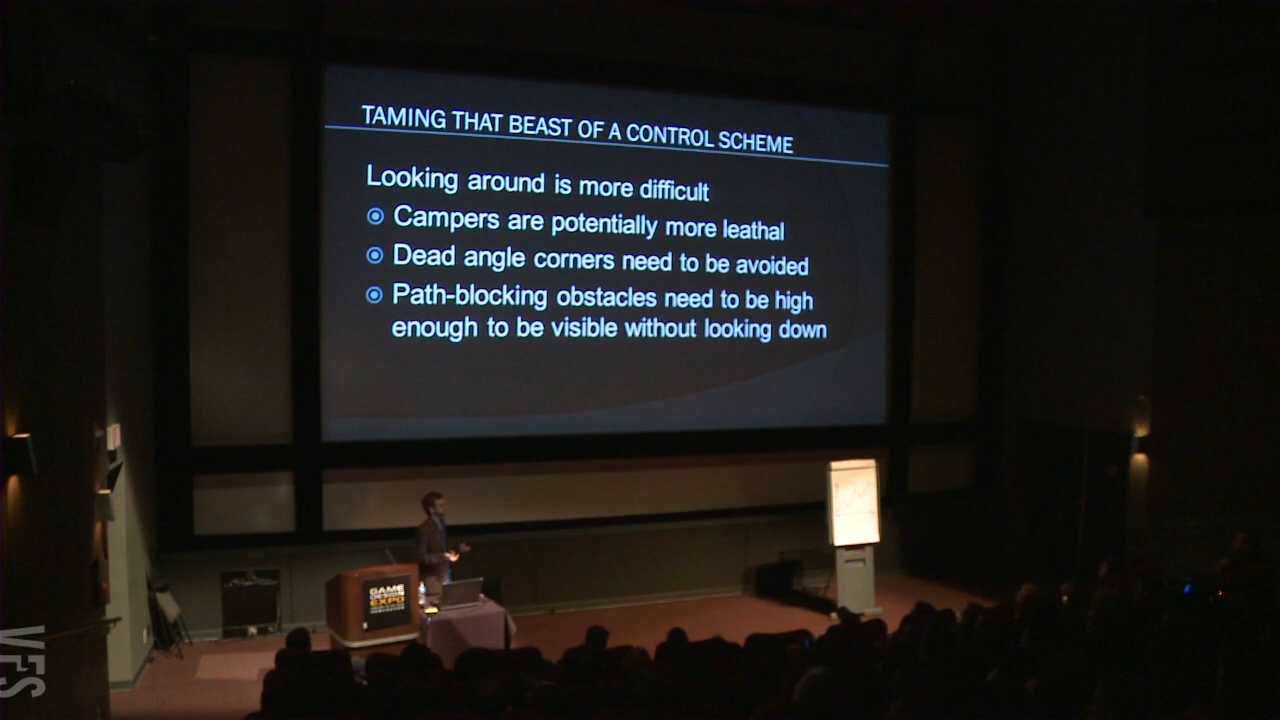 TAMING THAT BEAST OF A CONTROL SCHEME
Looking around is more difficult
Campers are potentially more leathal
Dead angle corners need to be avoided
Path-blocking obstacles need to be high
enough to be visible without looking down
GAME
DESIGN
EXPO
VFS